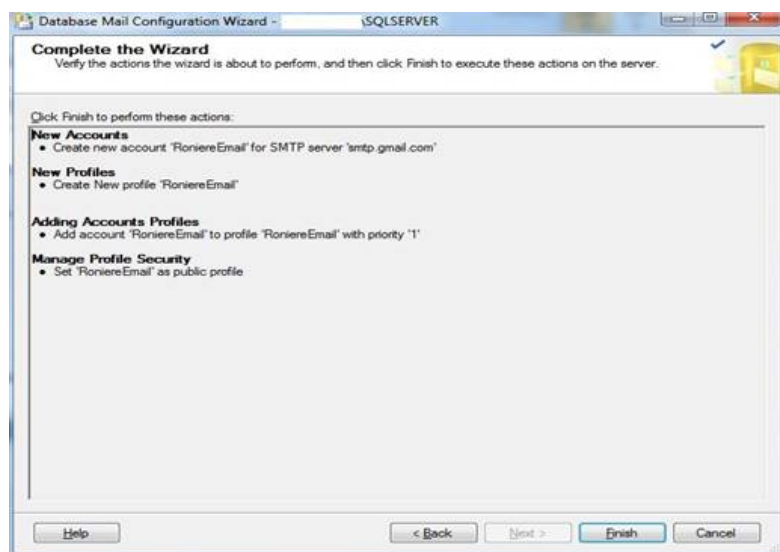 Database Mail Configuration Wizard - \SQLSERVER
Complete the Wizard
Verify the actions the wizard is about to perform, and then click Finish to execute these actions on the server.
Click Finish to perform these actions:
New Accounts
• Create new account 'RoniereEmail' for SMTP server 'smtp.gmail.com'
New Profiles
• Create New profile 'RoniereEmail'
Adding Accounts Profiles
• Add account 'RoniereEmail' to profile 'RoniereEmail' with priority '1'
Manage Profile Security
• Set 'RoniereEmail' as public profile
Help < Back Next > Finish Cancel